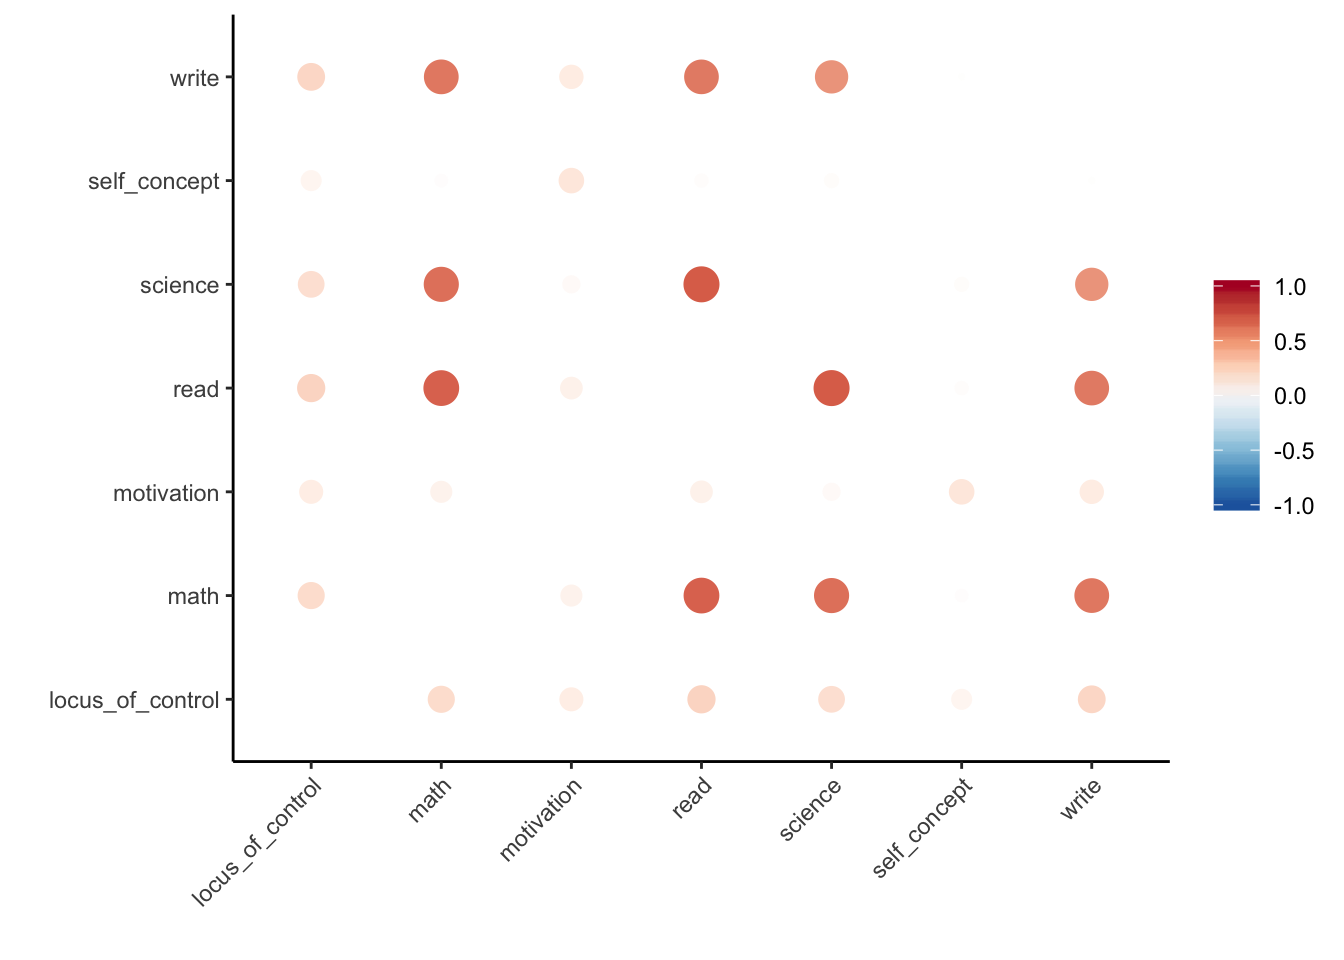 write
self_concept
science
read
motivation
math
locus_of_control
locus_of_control
math
motivation
read
science
self_concept
write
1.0
0.5
0.0
-0.5
-1.0